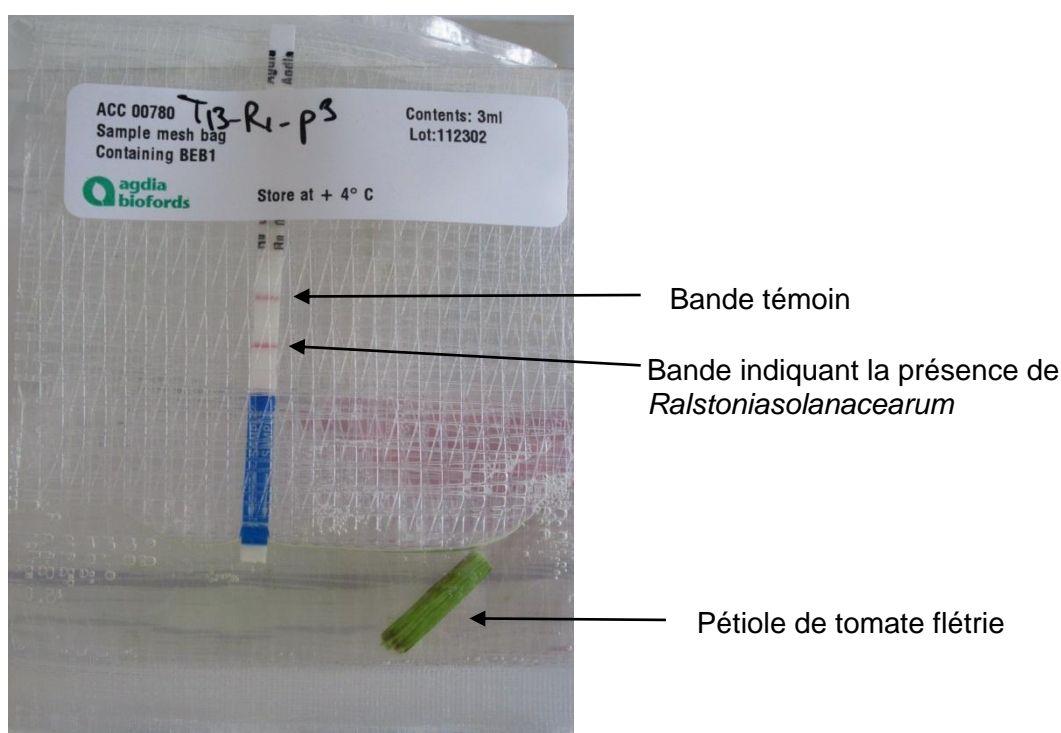 ACC 00780 T13-R1-p3
Sample mesh bag
Containing BEB1
Contents: 3ml
Lot:112302
agdia
biofords
Store at + 4° C
Bande témoin
Bande indiquant la présence de
Ralstoniasolanacearum
Pétiole de tomate flétrie